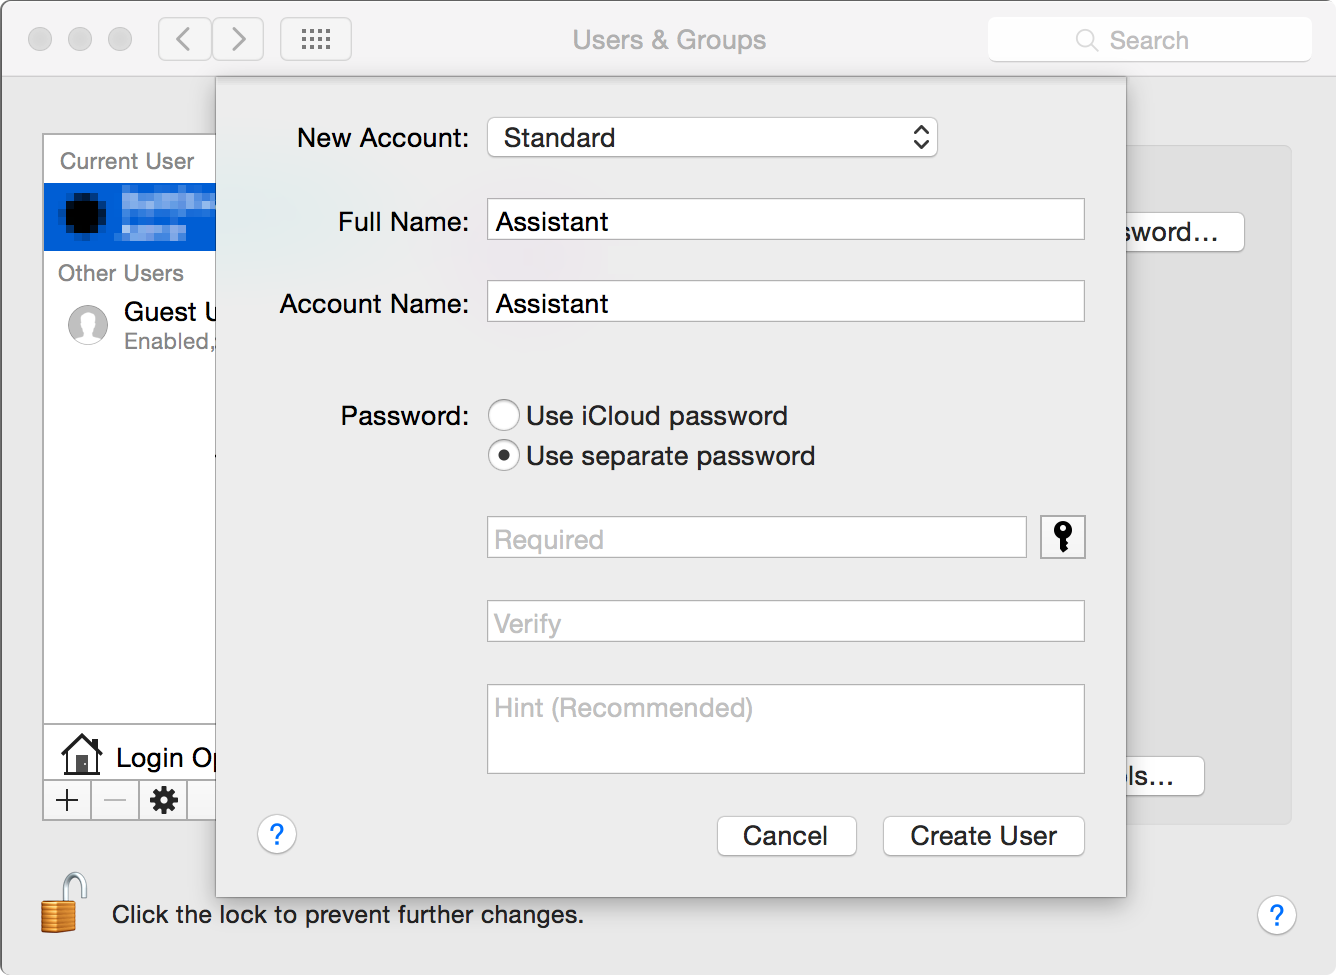 Users & Groups
Search
New Account: Standard
Current User
Full Name: Assistant
sword...
Other Users
Guest U
Enabled,
Account Name: Assistant
Password: Use iCloud password
Use separate password
Required
Verify
Hint (Recommended)
Login Op
ls...
? Cancel Create User
Click the lock to prevent further changes.
?